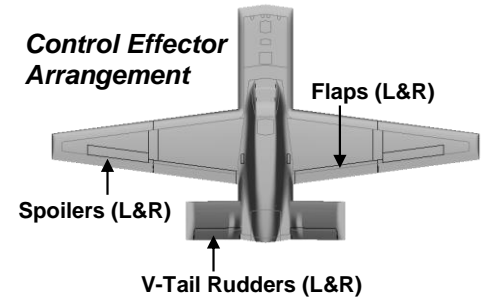 Control Effector
Arrangement
Flaps (L&R)
Spoilers (L&R)
V-Tail Rudders (L&R)